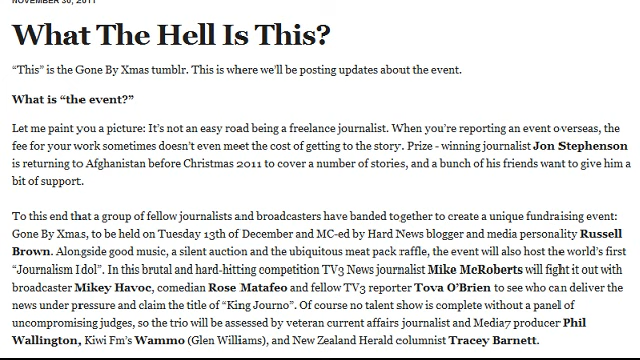 NOVEMBER 30, 2011
What The Hell Is This?
“This” is the Gone By Xmas tumblr. This is where we’ll be posting updates about the event.
What is “the event?”
Let me paint you a picture: It’s not an easy road being a freelance journalist. When you’re reporting an event overseas, the
fee for your work sometimes doesn’t even meet the cost of getting to the story. Prize - winning journalist Jon Stephenson
is returning to Afghanistan before Christmas 2011 to cover a number of stories, and a bunch of his friends want to give him a
bit of support.
To this end that a group of fellow journalists and broadcasters have banded together to create a unique fundraising event:
Gone By Xmas, to be held on Tuesday 13th of December and MC-ed by Hard News blogger and media personality Russell
Brown. Alongside good music, a silent auction and the ubiquitous meat pack raffle, the event will also host the world’s first
“Journalism Idol”. In this brutal and hard-hitting competition TV3 News journalist Mike McRoberts will fight it out with
broadcaster Mikey Havoc, comedian Rose Matafeo and fellow TV3 reporter Tova O’Brien to see who can deliver the
news under pressure and claim the title of “King Journo”. Of course no talent show is complete without a panel of
uncompromising judges, so the trio will be assessed by veteran current affairs journalist and Media7 producer Phil
Wallington, Kiwi Fm’s Wammo (Glen Williams), and New Zealand Herald columnist Tracey Barnett.